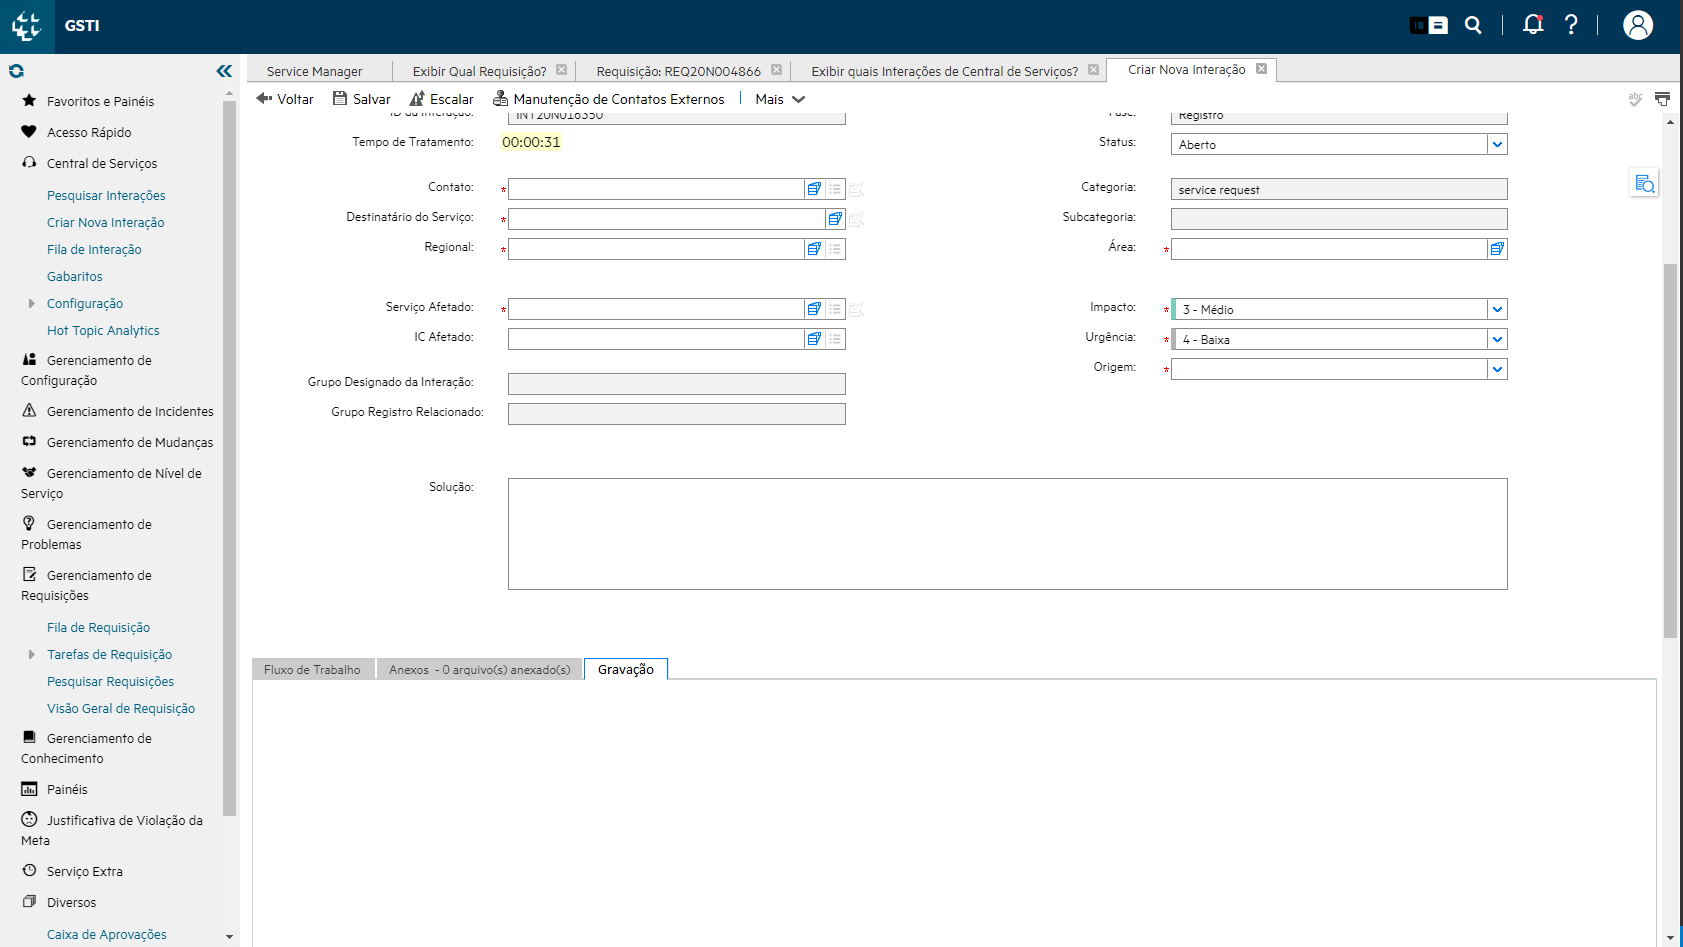 GSTI
Service Manager
Exibir Qual Requisição?
Requisição: REQ20N004866
Exibir quais Interações de Central de Serviços?
Criar Nova Interação
Voltar
Salvar
Escalar
Manutenção de Contatos Externos
Mais
abc
Favoritos e Painéis
Acesso Rápido
Central de Serviços
Pesquisar Interações
Criar Nova Interação
Fila de Interação
Gabaritos
Configuração
Hot Topic Analytics
Gerenciamento de
Configuração
Gerenciamento de Incidentes
Gerenciamento de Mudanças
Gerenciamento de Nível de
Serviço
Gerenciamento de
Problemas
Gerenciamento de
Requisições
Fila de Requisição
Tarefas de Requisição
Pesquisar Requisições
Visão Geral de Requisição
Gerenciamento de
Conhecimento
Painéis
Justificativa de Violação da
Meta
Serviço Extra
Diversos
Caixa de Aprovações
ID da Interação:
INT20N016350
Tempo de Tratamento:
00:00:31
Contato:
*
Destinatário do Serviço:
*
Regional:
*
Serviço Afetado:
*
IC Afetado:
Grupo Designado da Interação:
Grupo Registro Relacionado:
Fase:
Registro
Status:
Aberto
Categoria:
service request
Subcategoria:
Área:
*
Impacto:
* 3 - Médio
Urgência:
* 4 - Baixa
Origem:
*
Solução:
Fluxo de Trabalho
Anexos - 0 arquivo(s) anexado(s)
Gravação